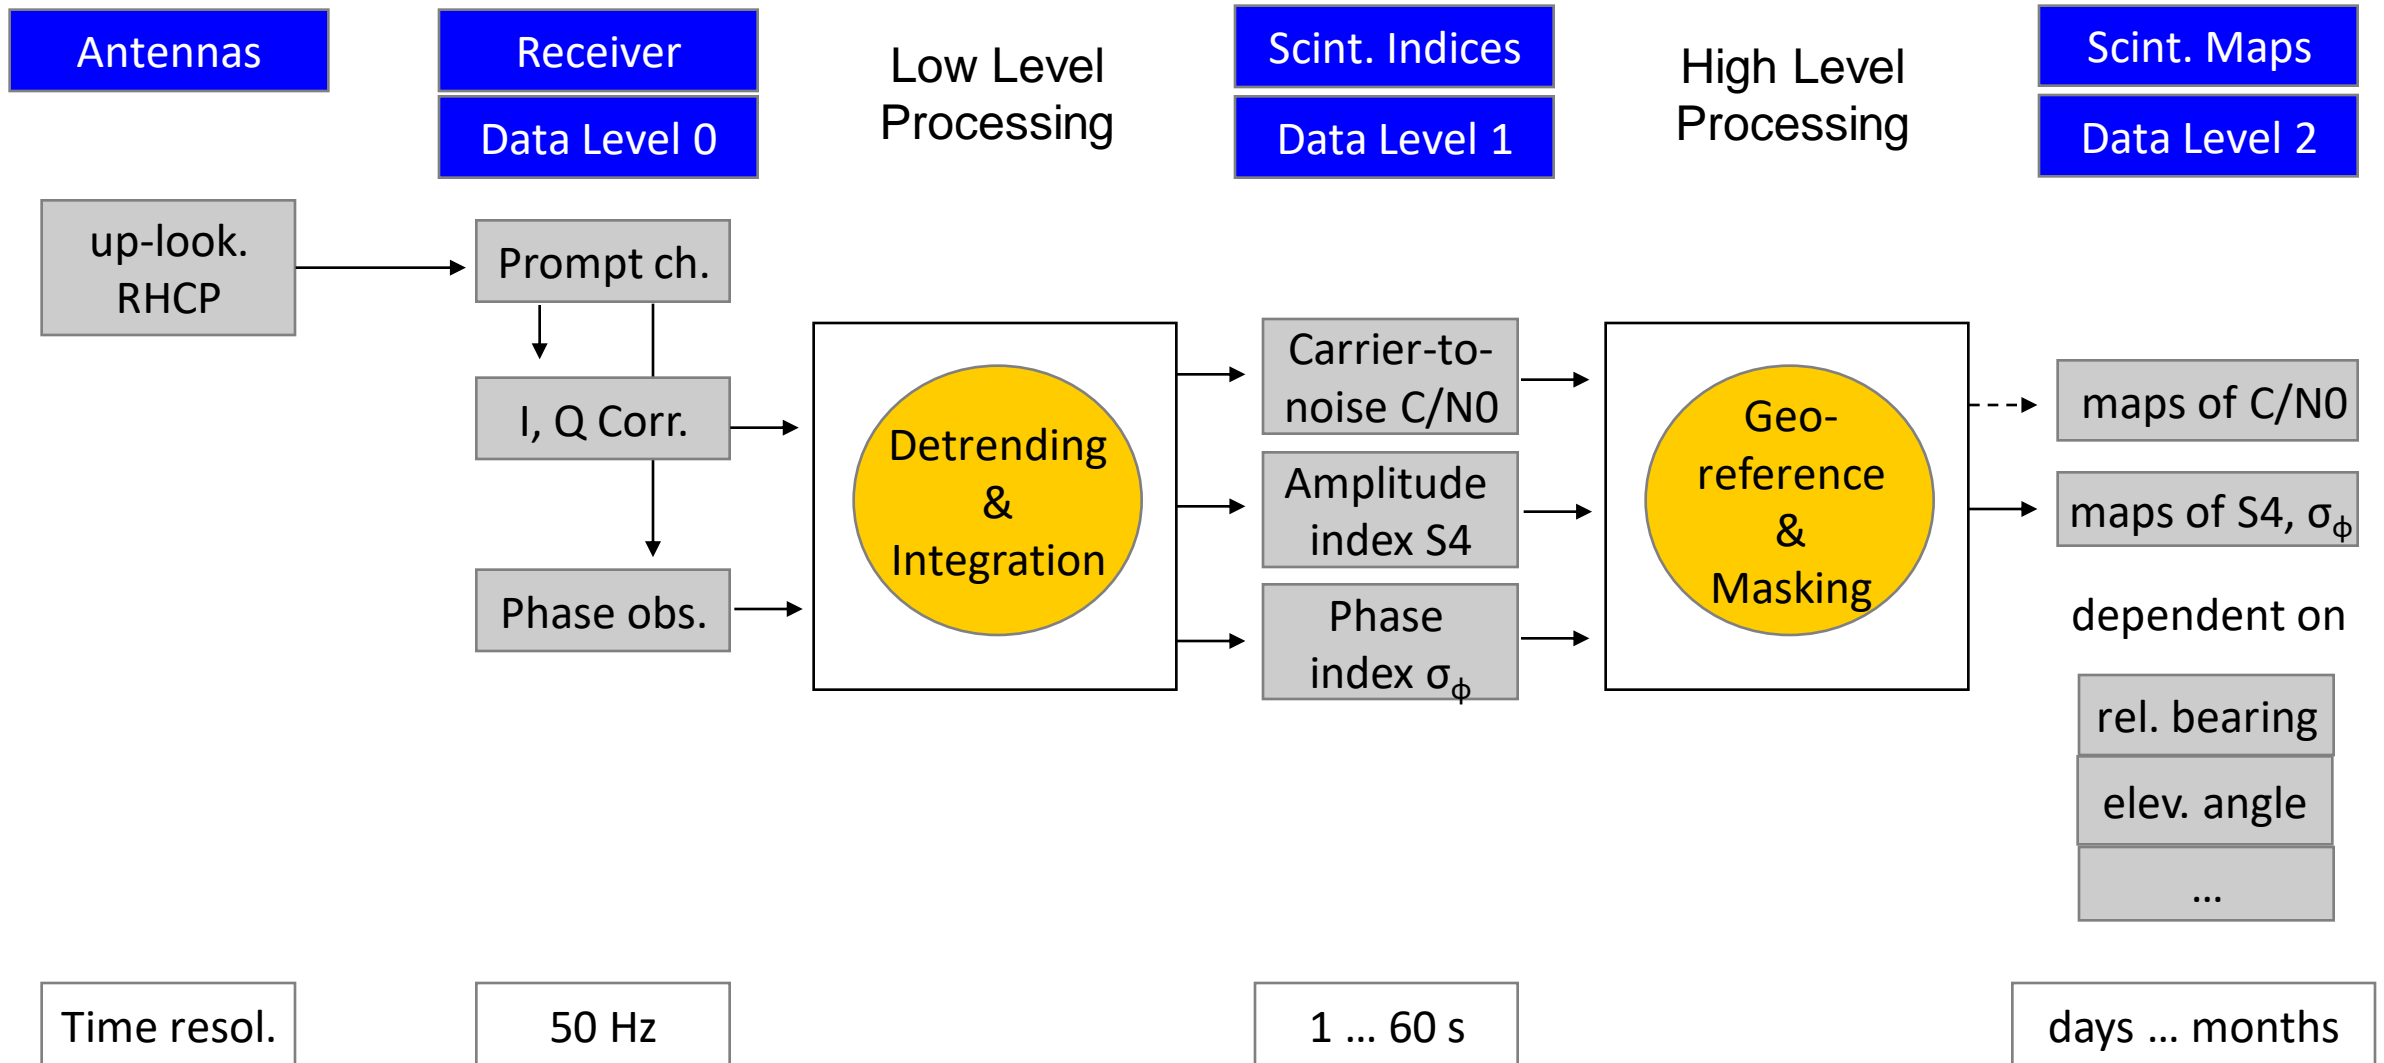 Antennas
Receiver
Data Level 0
Low Level
Processing
Scint. Indices
Data Level 1
High Level
Processing
Scint. Maps
Data Level 2
up-look.
RHCP
Prompt ch.
I, Q Corr.
Phase obs.
Detrending
&
Integration
Carrier-to-
noise C/N0
Amplitude
index S4
Phase
index σϕ
Geo-
reference
&
Masking
maps of C/N0
maps of S4, σϕ
dependent on
rel. bearing
elev. angle
...
Time resol.
50 Hz
1 ... 60 s
days ... months